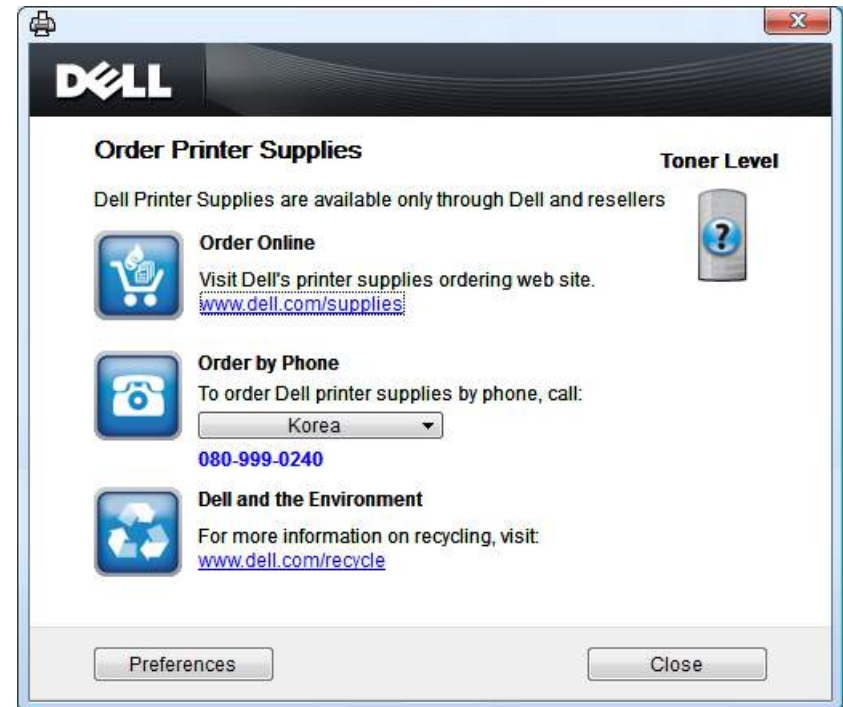 DELL
Order Printer Supplies
Toner Level
Dell Printer Supplies are available only through Dell and resellers
?
Order Online
Visit Dell's printer supplies ordering web site.
www.dell.com/supplies
Order by Phone
To order Dell printer supplies by phone, call:
Korea
080-999-0240
Dell and the Environment
For more information on recycling, visit:
www.dell.com/recycle
Preferences
Close